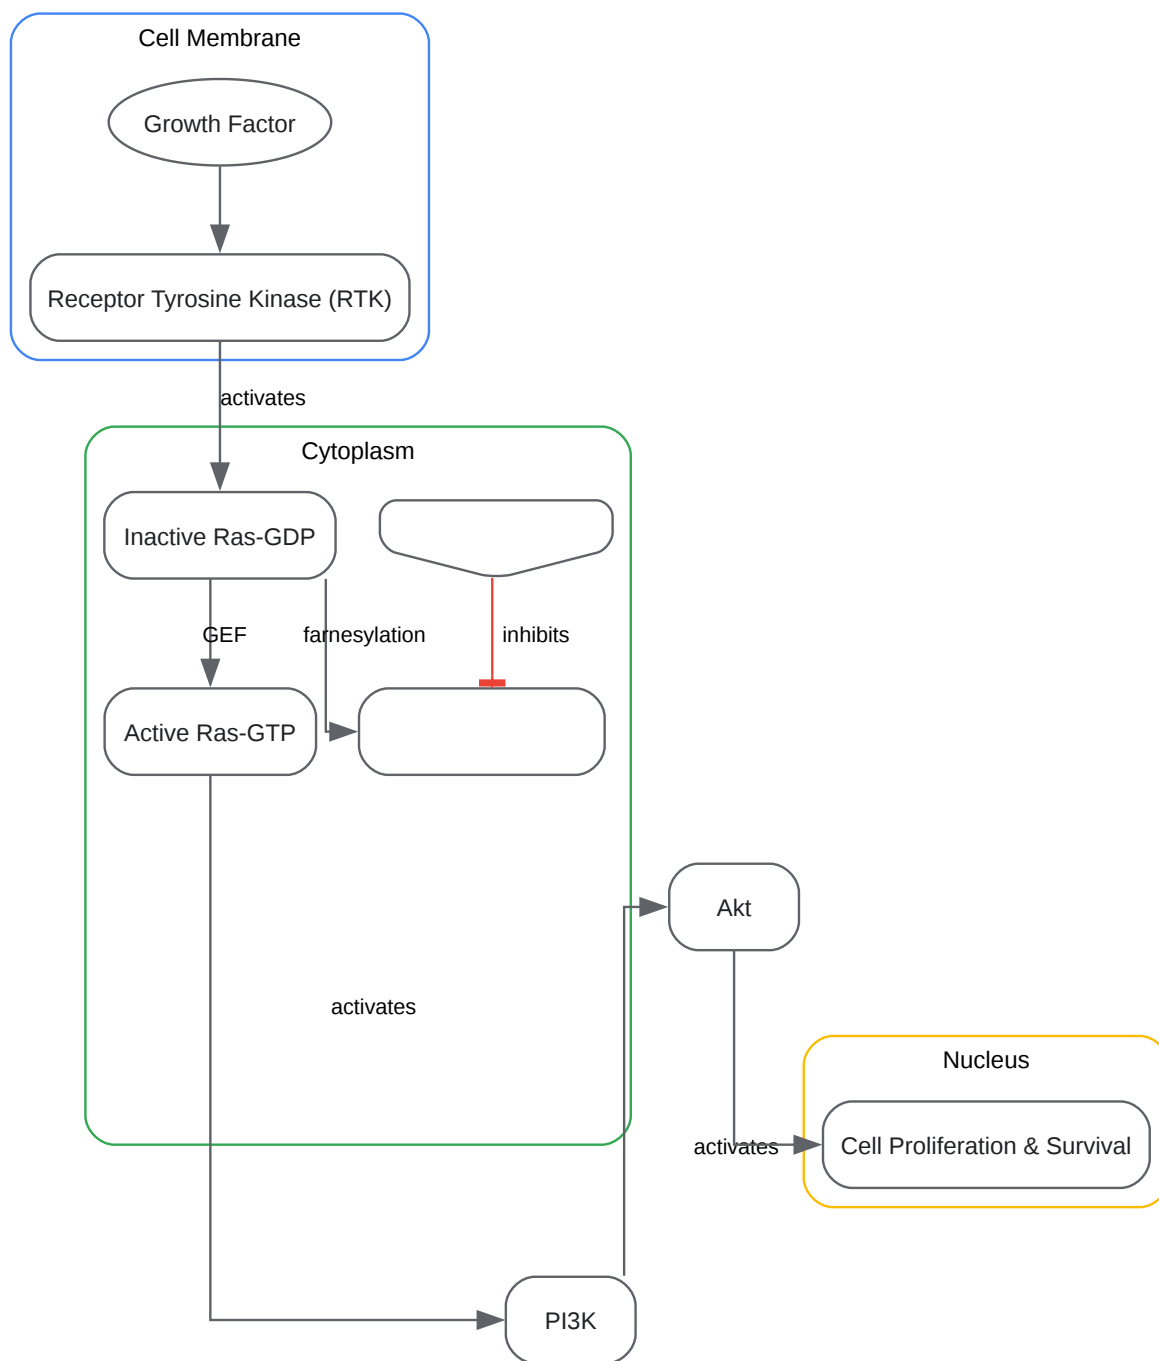 Cell Membrane
Growth Factor
Receptor Tyrosine Kinase (RTK)
activates
Cytoplasm
Inactive Ras-GDP
GEF
farnesylation
inhibits
Active Ras-GTP
Akt
activates
Nucleus
activates
Cell Proliferation & Survival
PI3K